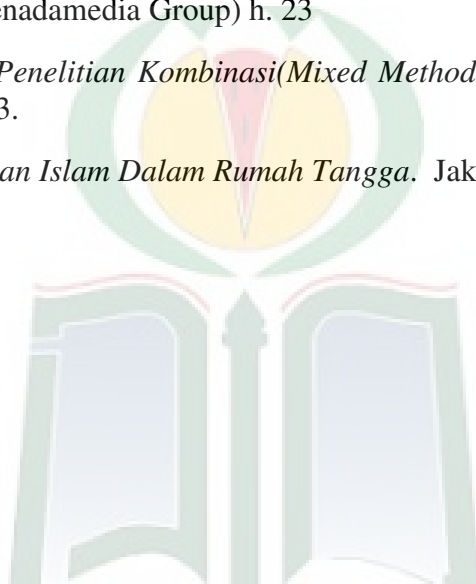 enadamedia Group) h. 23
Penelitian Kombinasi(Mixed Method
3.
an Islam Dalam Rumah Tangga. Jak